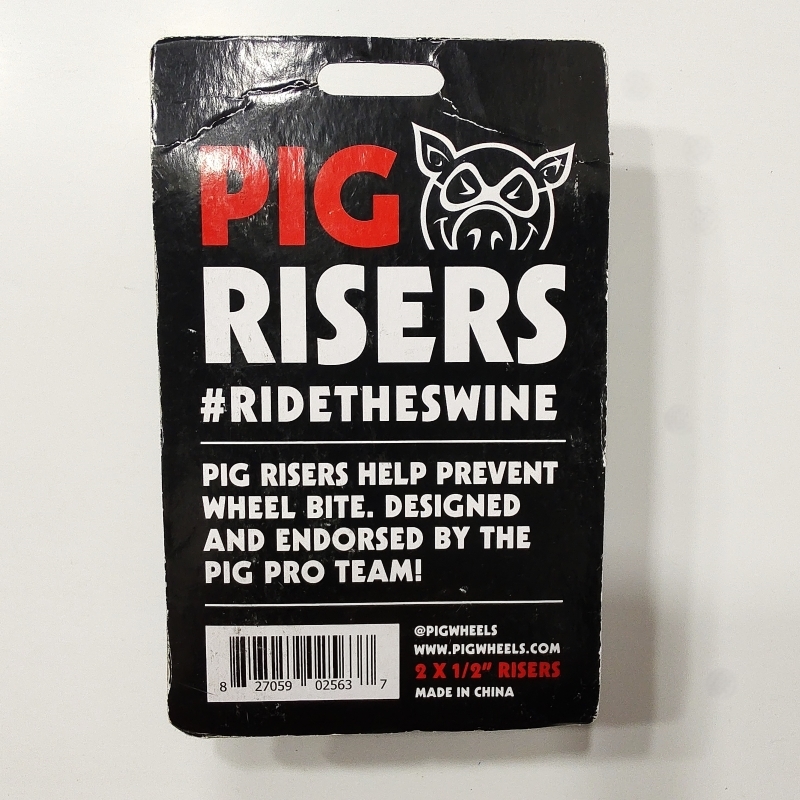 PIG
RISERS
#RIDETHESWINE
PIG RISERS HELP PREVENT
WHEEL BITE. DESIGNED
AND ENDORSED BY THE
PIG PRO TEAM!
@PIGWHEELS
WWW.PIGWHEELS.COM
2 X 1/2" RISERS
MADE IN CHINA
8 27059 02563 7